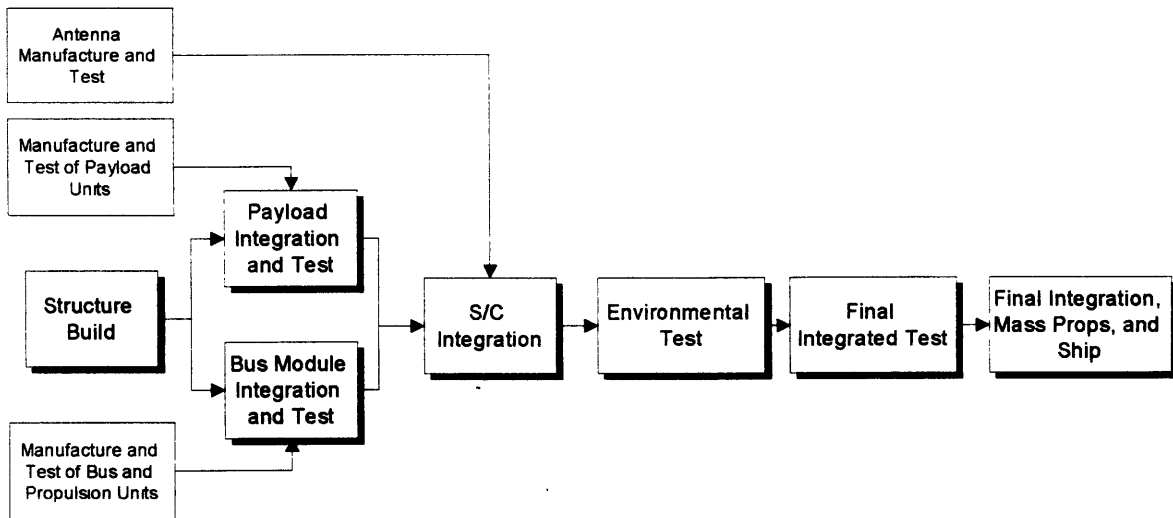 Antenna
Manufacture and
Test
Manufacture and
Test of Payload
Units
Payload
Integration
and Test
Structure
Build
S/C
Integration
Environmental
Test
Final
Integrated Test
Final Integration,
Mass Props, and
Ship
Bus Module
Integration
and Test
Manufacture and
Test of Bus and
Propulsion Units